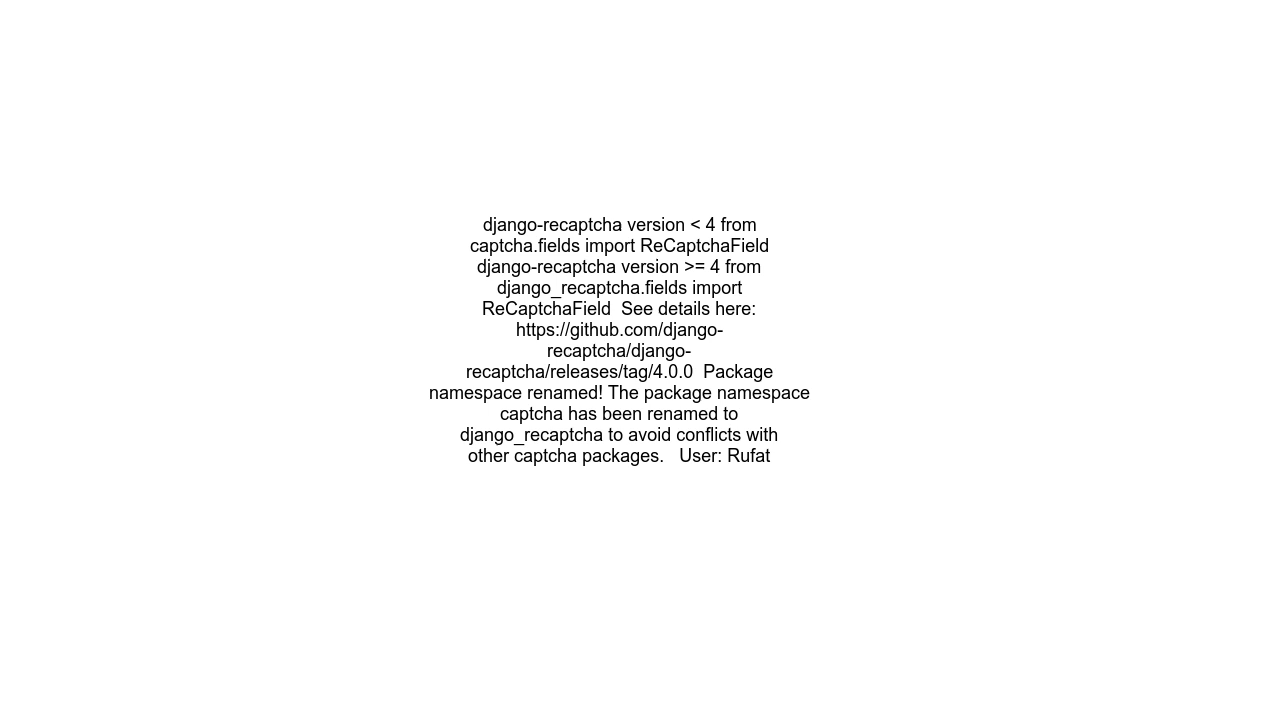 django-recaptcha version < 4 from
captcha.fields import ReCaptchaField
django-recaptcha version >= 4 from
django_recaptcha.fields import
ReCaptchaField  See details here:
https://github.com/django-
recaptcha/django-
recaptcha/releases/tag/4.0.0  Package
namespace renamed! The package namespace
captcha has been renamed to
django_recaptcha to avoid conflicts with
other captcha packages.   User: Rufat